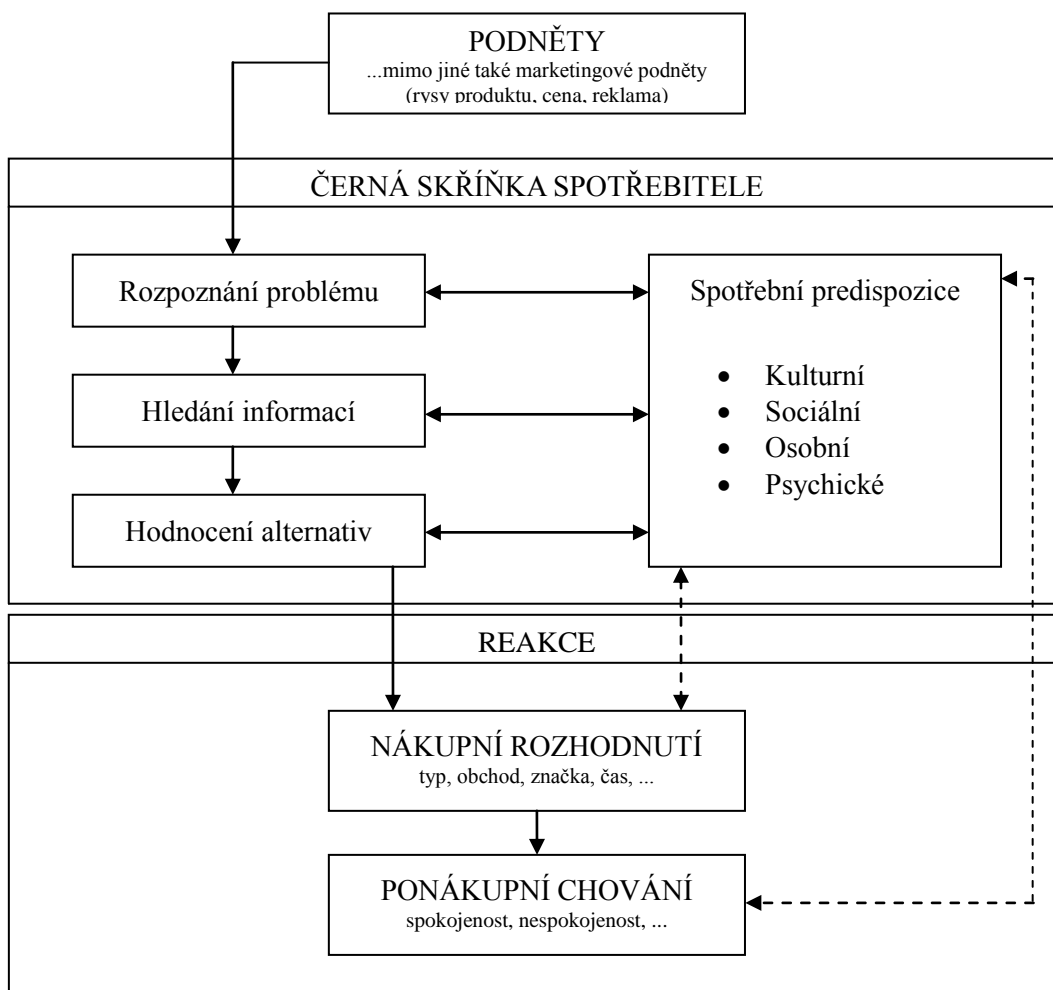 PODNĚTY
...mimo jiné také marketingové podněty
(rysy produktu, cena, reklama)
ČERNÁ SKŘÍŇKA SPOTŘEBITELE
Rozpoznání problému
Hledání informací
Hodnocení alternativ
Spotřební predispozice
• Kulturní
• Sociální
• Osobní
• Psychické
REAKCE
NÁKUPNÍ ROZHODNUTÍ
typ, obchod, značka, čas, ...
PONÁKUPNÍ CHOVÁNÍ
spokojenost, nespokojenost, ...